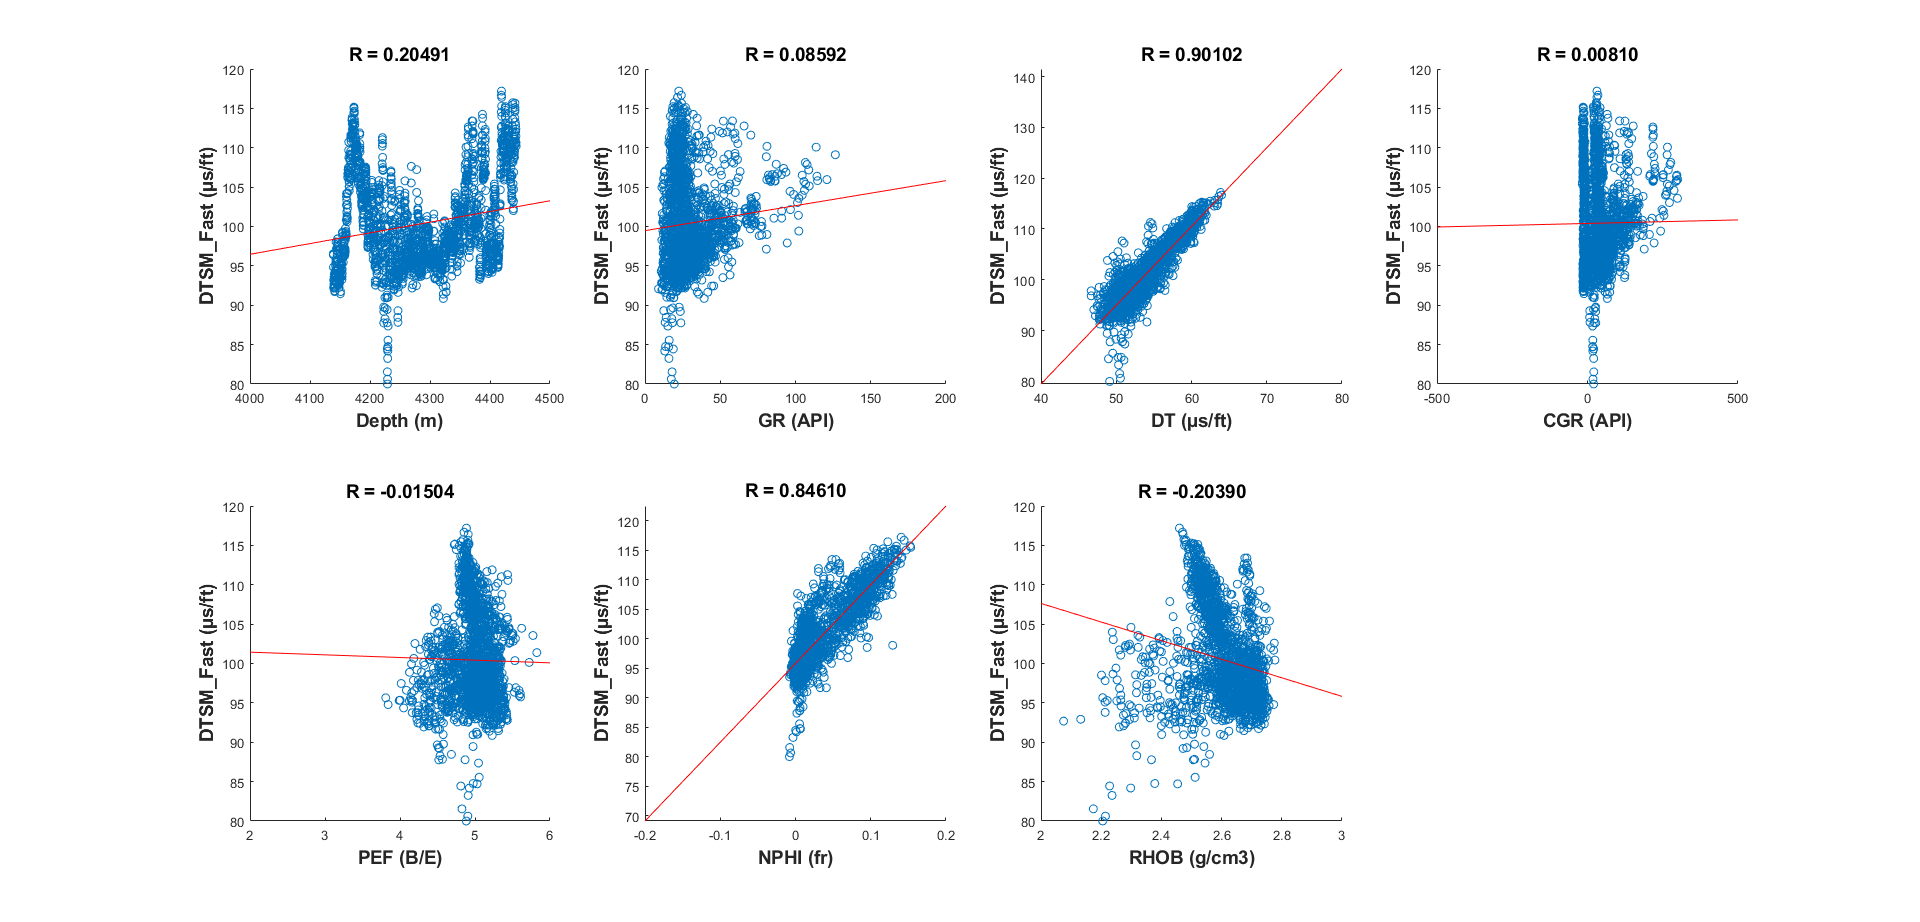 R = 0.20491
R = 0.08592
R = 0.90102
R = 0.00810
120
115
110
105
100
95
90
85
80
DTSM_Fast (µs/ft)
4000 4100 4200 4300 4400 4500
Depth (m)
120
115
110
105
100
95
90
85
80
DTSM_Fast (µs/ft)
0 50 100 150 200
GR (API)
140
130
120
110
100
90
80
DTSM_Fast (µs/ft)
40 50 60 70 80
DT (µs/ft)
120
115
110
105
100
95
90
85
80
DTSM_Fast (µs/ft)
-500 0 500
CGR (API)
R = -0.01504
R = 0.84610
R = -0.20390
120
115
110
105
100
95
90
85
80
DTSM_Fast (µs/ft)
2 3 4 5 6
PEF (B/E)
120
115
110
105
100
95
90
85
80
75
70
DTSM_Fast (µs/ft)
-0.2 -0.1 0 0.1 0.2
NPHI (fr)
120
115
110
105
100
95
90
85
80
DTSM_Fast (µs/ft)
2 2.2 2.4 2.6 2.8 3
RHOB (g/cm3)